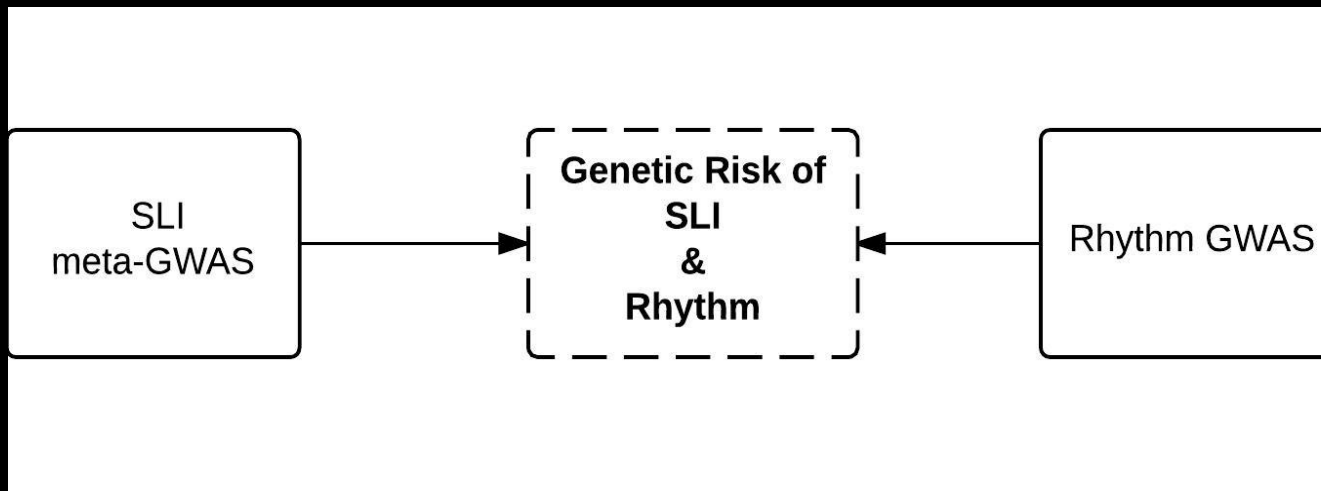 SLI
meta-GWAS
Genetic Risk of
SLI
&
Rhythm
Rhythm GWAS